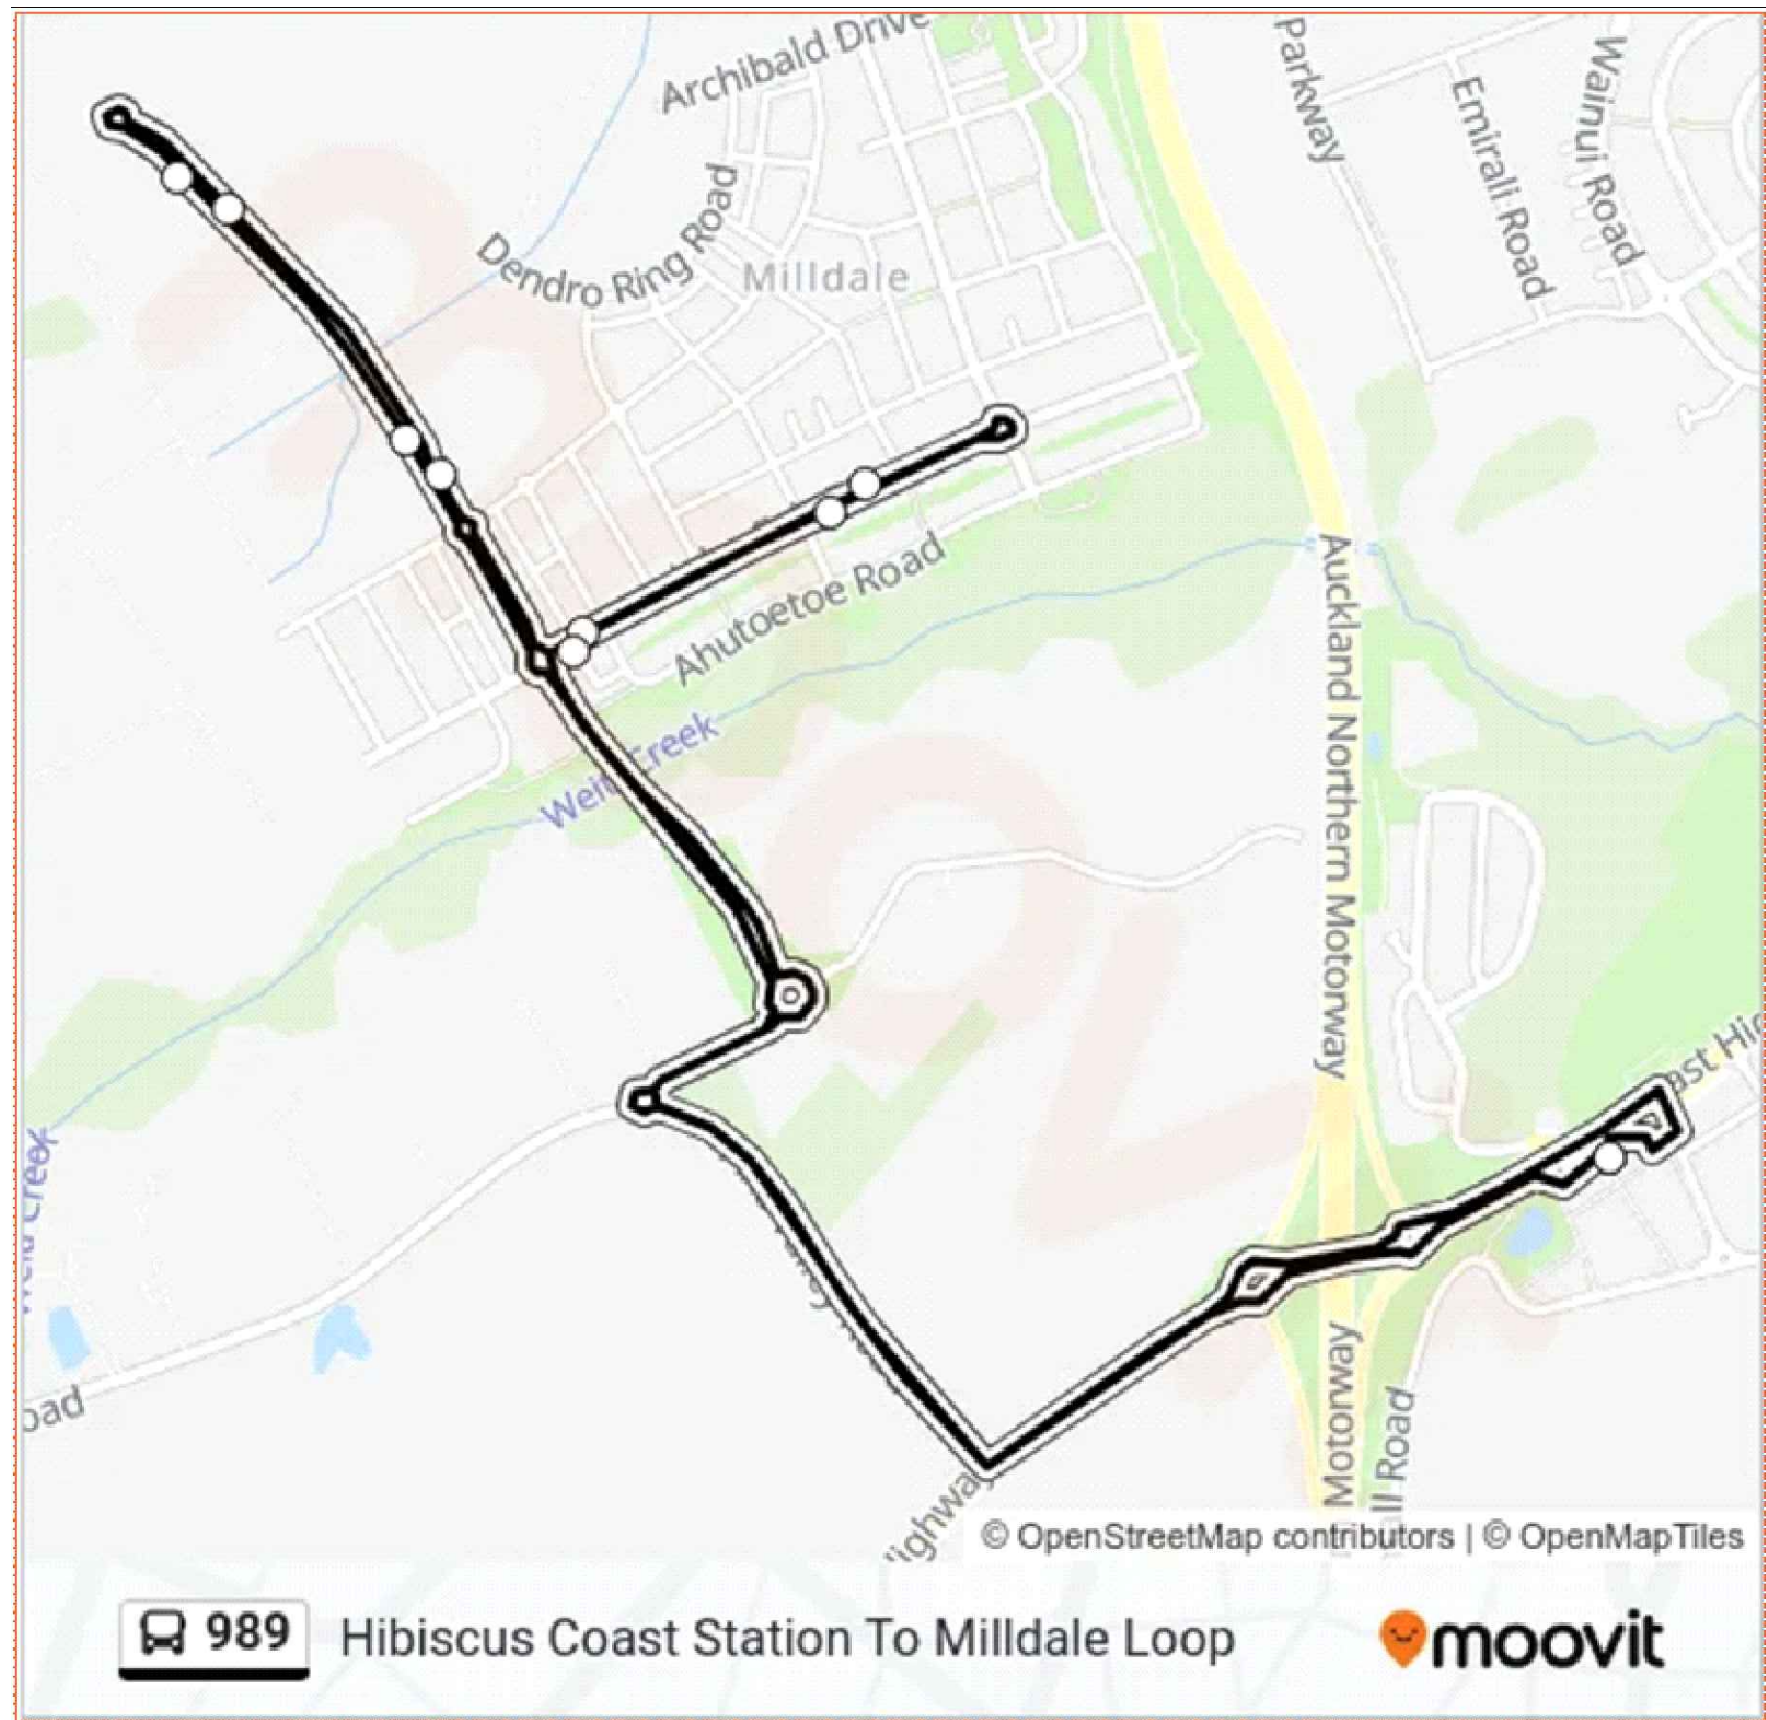 Archibald Drive
Parkway
Emirali Road
Wainui Road
Dendro Ring Road
Milldale
Ahutoetoe Road
Creek
Auckland Northern Motorway
Creek
Road
Motorway
© OpenStreetMap contributors | © OpenMapTiles
989 Hibiscus Coast Station To Milldale Loop
moovit